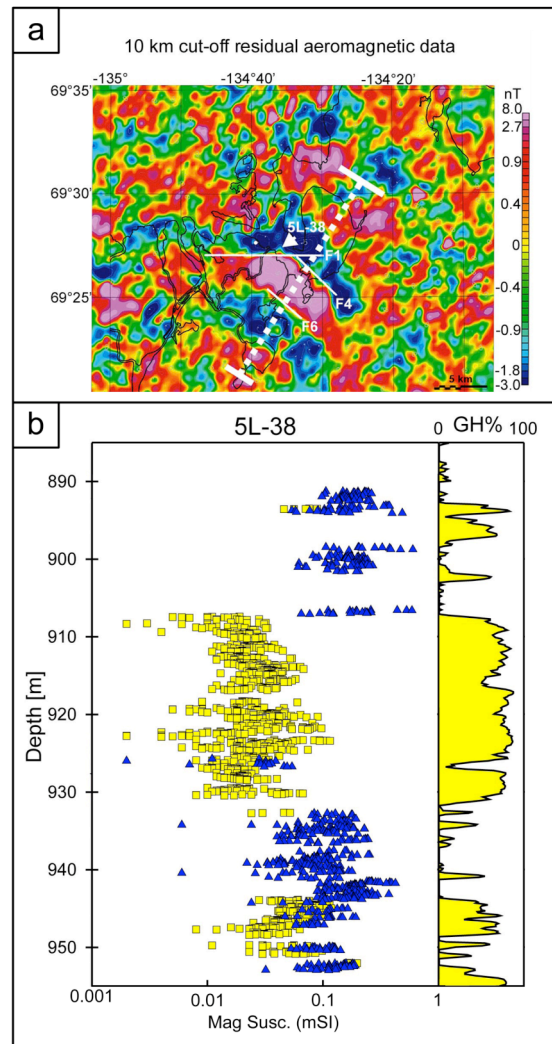 a
10 km cut-off residual aeromagnetic data
-135° -134°40' -134°20'
69°35'
69°30'
69°25'
nT
8.0
2.7
0.9
0.4
0
-0.4
-0.9
-1.8
-3.0
5L-38
F1
F4
F6
5 km
b
5L-38
0 GH% 100
890
900
910
920
930
940
950
Depth [m]
0.001 0.01 0.1 1
Mag Susc. (mSI)